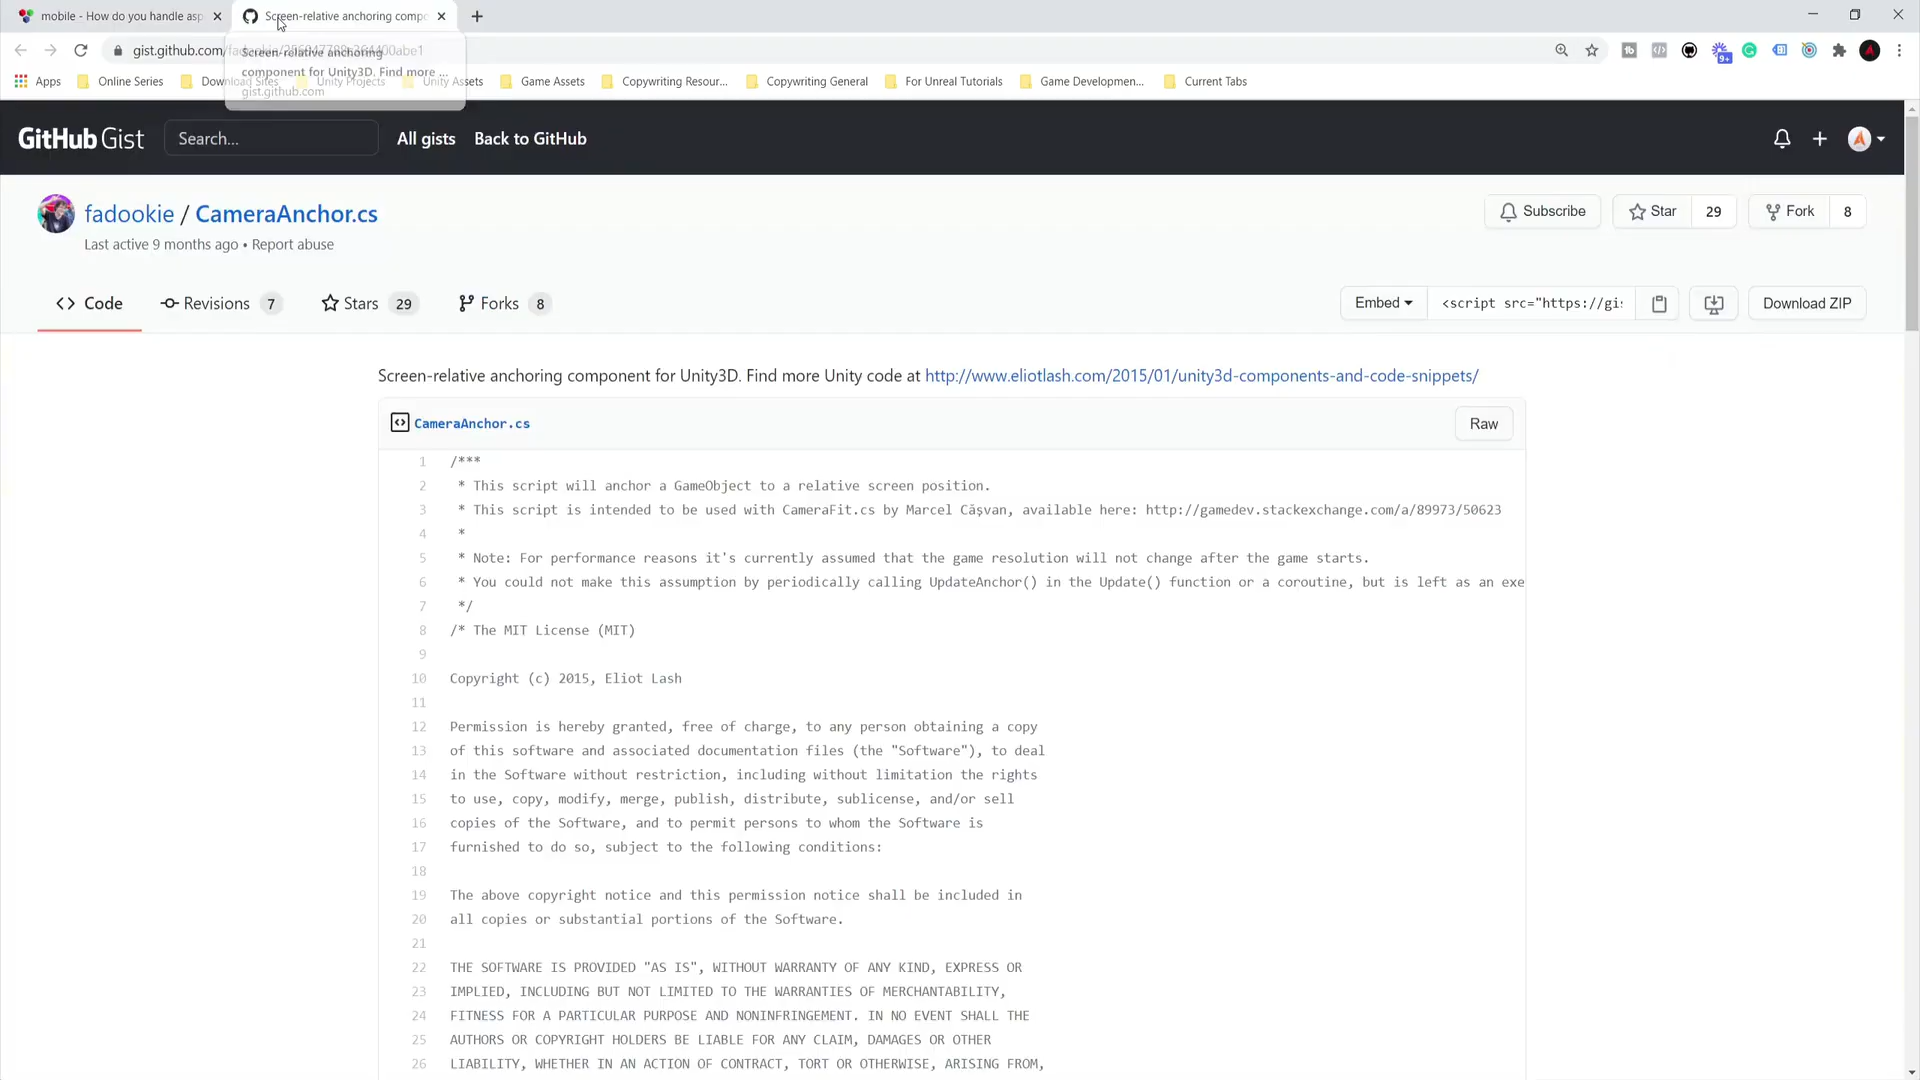 mobile - How do you handle asp
Screen-relative anchoring compo
gist.github.com/
Screen-relative anchoring
component for Unity3D. Find more ...
gist.github.com
Apps
Online Series
Download Sites
Unity Projects
Unity Assets
Game Assets
Copywriting Resour...
Copywriting General
For Unreal Tutorials
Game Developmen...
Current Tabs
9+
GitHub Gist
Search...
All gists
Back to GitHub
fadookie / CameraAnchor.cs
Last active 9 months ago • Report abuse
Subscribe
Star 29
Fork 8
Code
Revisions 7
Stars 29
Forks 8
Embed
<script src="https://gi
Download ZIP
Screen-relative anchoring component for Unity3D. Find more Unity code at http://www.eliotlash.com/2015/01/unity3d-components-and-code-snippets/
CameraAnchor.cs
Raw
1 /***
2 * This script will anchor a GameObject to a relative screen position.
3 * This script is intended to be used with CameraFit.cs by Marcel Căşvan, available here: http://gamedev.stackexchange.com/a/89973/50623
4 *
5 * Note: For performance reasons it's currently assumed that the game resolution will not change after the game starts.
6 * You could not make this assumption by periodically calling UpdateAnchor() in the Update() function or a coroutine, but is left as an exe
7 */
8 /* The MIT License (MIT)
9
10 Copyright (c) 2015, Eliot Lash
11
12 Permission is hereby granted, free of charge, to any person obtaining a copy
13 of this software and associated documentation files (the "Software"), to deal
14 in the Software without restriction, including without limitation the rights
15 to use, copy, modify, merge, publish, distribute, sublicense, and/or sell
16 copies of the Software, and to permit persons to whom the Software is
17 furnished to do so, subject to the following conditions:
18
19 The above copyright notice and this permission notice shall be included in
20 all copies or substantial portions of the Software.
21
22 THE SOFTWARE IS PROVIDED "AS IS", WITHOUT WARRANTY OF ANY KIND, EXPRESS OR
23 IMPLIED, INCLUDING BUT NOT LIMITED TO THE WARRANTIES OF MERCHANTABILITY,
24 FITNESS FOR A PARTICULAR PURPOSE AND NONINFRINGEMENT. IN NO EVENT SHALL THE
25 AUTHORS OR COPYRIGHT HOLDERS BE LIABLE FOR ANY CLAIM, DAMAGES OR OTHER
26 LIABILITY, WHETHER IN AN ACTION OF CONTRACT, TORT OR OTHERWISE, ARISING FROM,